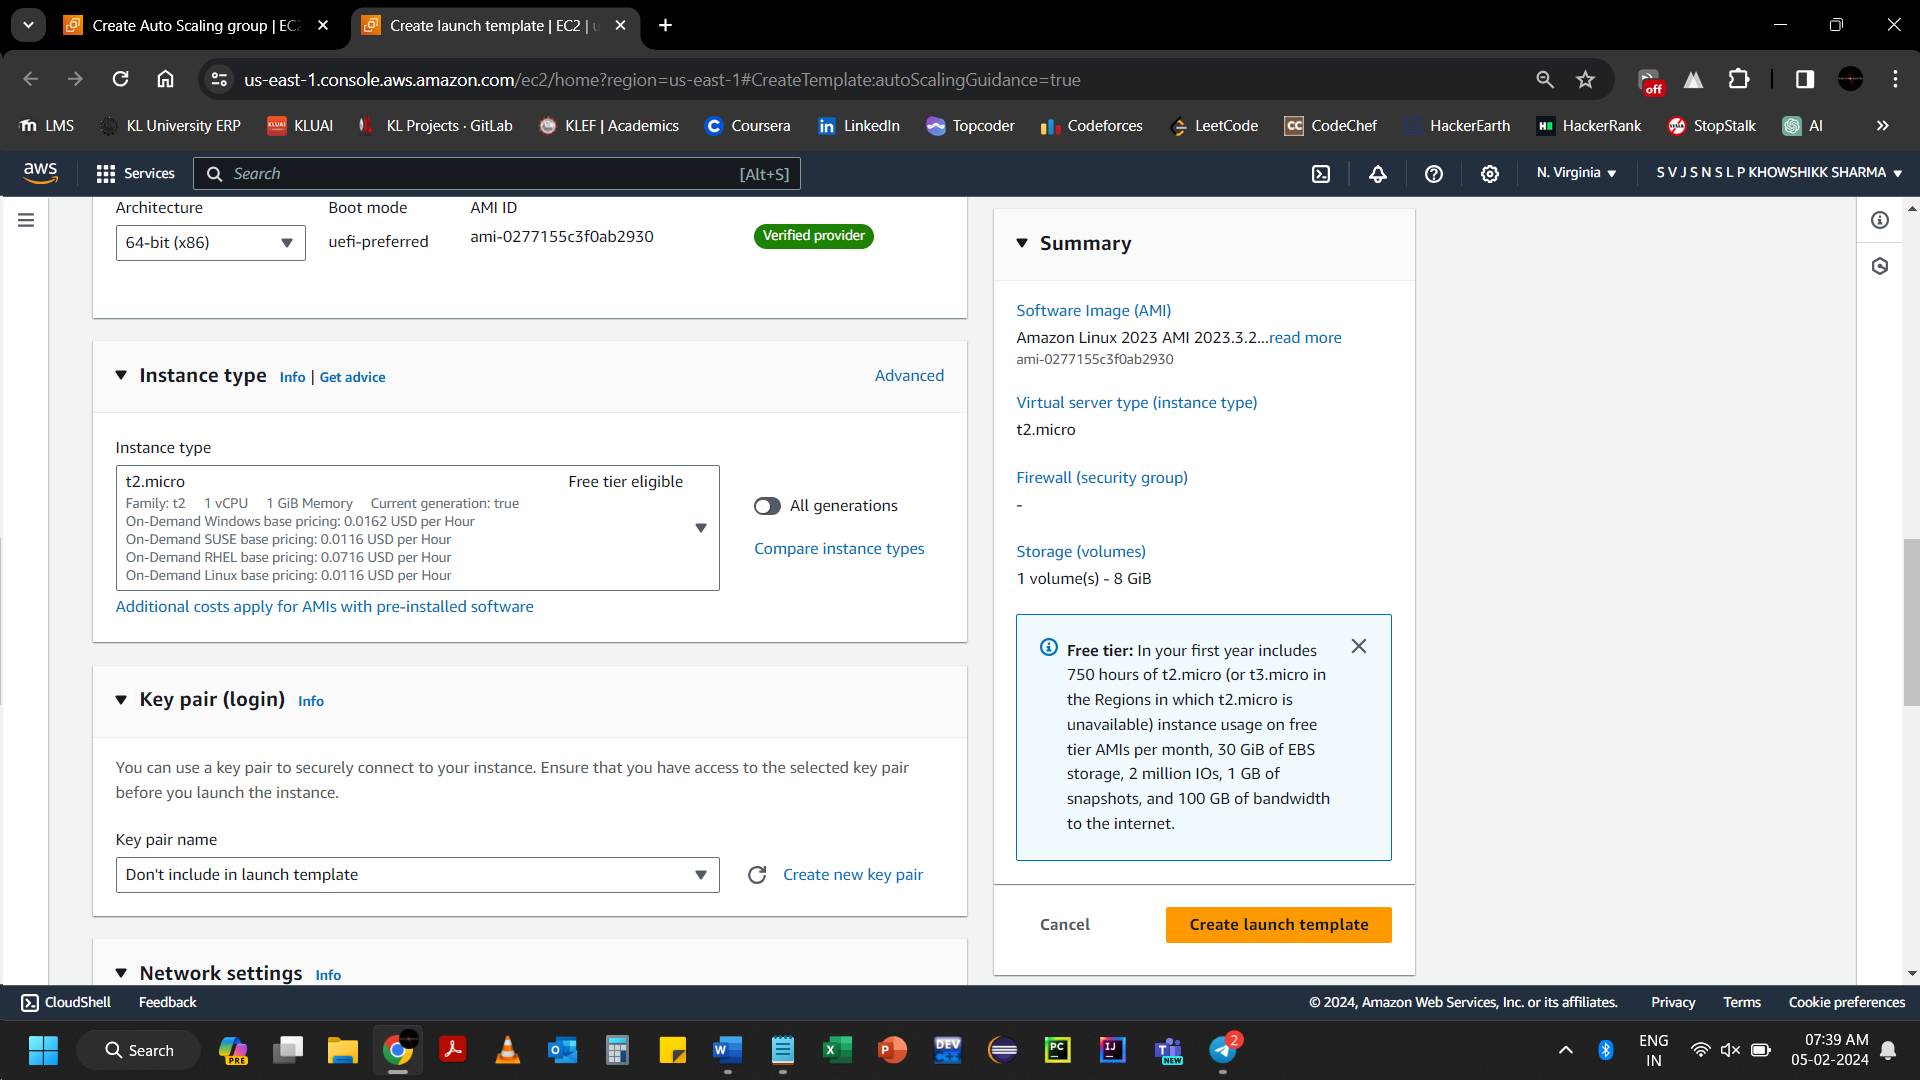 Create Auto Scaling group | EC2
Create launch template | EC2 | u
us-east-1.console.aws.amazon.com/ec2/home?region=us-east-1#CreateTemplate:autoScalingGuidance=true
off
LMS
KL University ERP
KLUAI
KL Projects · GitLab
KLEF | Academics
Coursera
LinkedIn
Topcoder
Codeforces
LeetCode
CodeChef
HackerEarth
HackerRank
StopStalk
AI
aws
Services
Search
[Alt+S]
N. Virginia
S V J S N S L P KHOWSHIKK SHARMA
Architecture
Boot mode
AMI ID
64-bit (x86)
uefi-preferred
ami-0277155c3f0ab2930
Verified provider
Instance type
Info | Get advice
Advanced
Instance type
t2.micro
Free tier eligible
Family: t2 1 vCPU 1 GiB Memory Current generation: true
On-Demand Windows base pricing: 0.0162 USD per Hour
On-Demand SUSE base pricing: 0.0116 USD per Hour
On-Demand RHEL base pricing: 0.0716 USD per Hour
On-Demand Linux base pricing: 0.0116 USD per Hour
All generations
Compare instance types
Additional costs apply for AMIs with pre-installed software
Key pair (login)
Info
You can use a key pair to securely connect to your instance. Ensure that you have access to the selected key pair
before you launch the instance.
Key pair name
Don't include in launch template
Create new key pair
Network settings
Info
Summary
Software Image (AMI)
Amazon Linux 2023 AMI 2023.3.2...read more
ami-0277155c3f0ab2930
Virtual server type (instance type)
t2.micro
Firewall (security group)
-
Storage (volumes)
1 volume(s) - 8 GiB
Free tier: In your first year includes
750 hours of t2.micro (or t3.micro in
the Regions in which t2.micro is
unavailable) instance usage on free
tier AMIs per month, 30 GiB of EBS
storage, 2 million IOs, 1 GB of
snapshots, and 100 GB of bandwidth
to the internet.
Cancel
Create launch template
CloudShell
Feedback
© 2024, Amazon Web Services, Inc. or its affiliates.
Privacy
Terms
Cookie preferences
Search
PRE
DEV
PC
IJ
NEW
2
ENG
IN
07:39 AM
05-02-2024